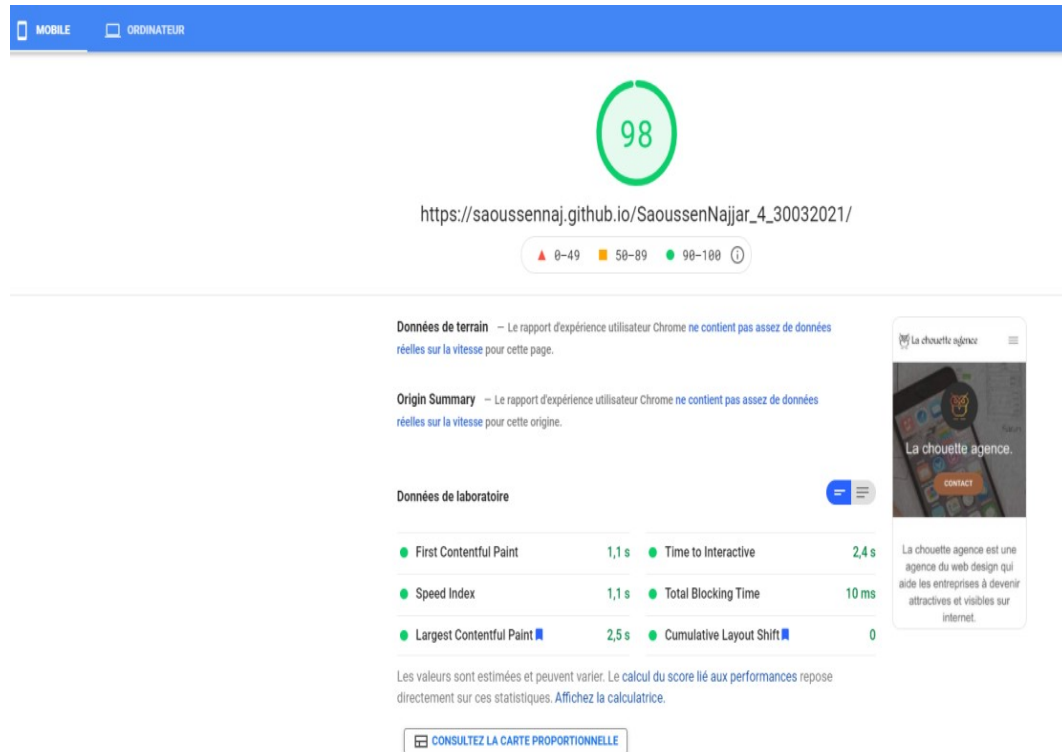 MOBILE
ORDINATEUR
98
https://saoussennaj.github.io/SaoussenNajjar_4_30032021/
0–49
50–89
90–100
Données de terrain – Le rapport d'expérience utilisateur Chrome ne contient pas assez de données
réelles sur la vitesse pour cette page.
Origin Summary – Le rapport d'expérience utilisateur Chrome ne contient pas assez de données
réelles sur la vitesse pour cette origine.
Données de laboratoire
First Contentful Paint 1,1 s
Time to Interactive 2,4 s
Speed Index 1,1 s
Total Blocking Time 10 ms
Largest Contentful Paint 2,5 s
Cumulative Layout Shift 0
Les valeurs sont estimées et peuvent varier. Le calcul du score lié aux performances repose
directement sur ces statistiques. Affichez la calculatrice.
CONSULTEZ LA CARTE PROPORTIONNELLE
La chouette agence
La chouette agence.
CONTACT
La chouette agence est une
agence du web design qui
aide les entreprises à devenir
attractives et visibles sur
internet.